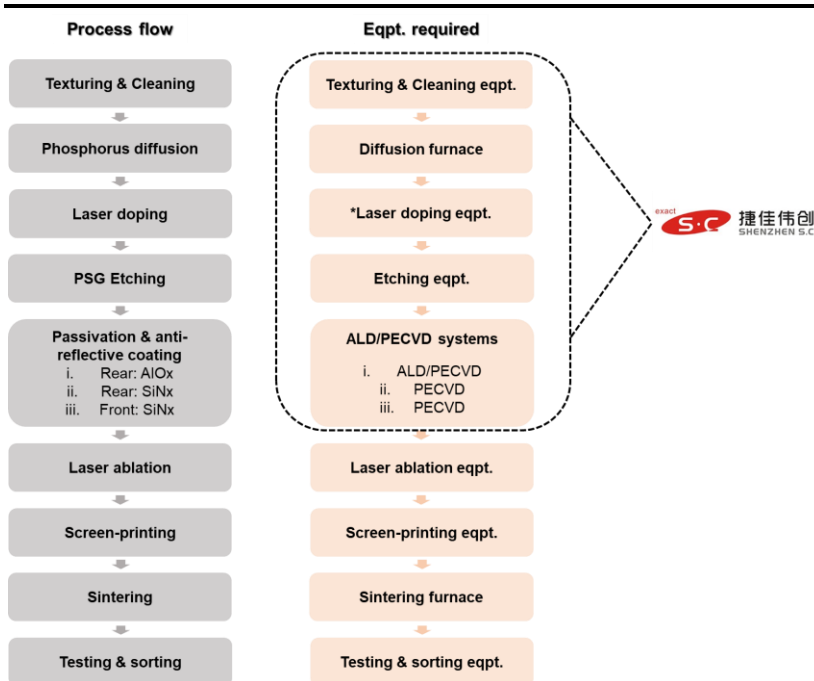 Process flow
Eqpt. required
Texturing & Cleaning
Phosphorus diffusion
Laser doping
PSG Etching
Passivation & anti-
reflective coating
i. Rear: AlOx
ii. Rear: SiNx
iii. Front: SiNx
Laser ablation
Screen-printing
Sintering
Testing & sorting
Texturing & Cleaning eqpt.
Diffusion furnace
*Laser doping eqpt.
Etching eqpt.
ALD/PECVD systems
i. ALD/PECVD
ii. PECVD
iii. PECVD
Laser ablation eqpt.
Screen-printing eqpt.
Sintering furnace
Testing & sorting eqpt.
exact
S·C
捷佳伟创
SHENZHEN S.C